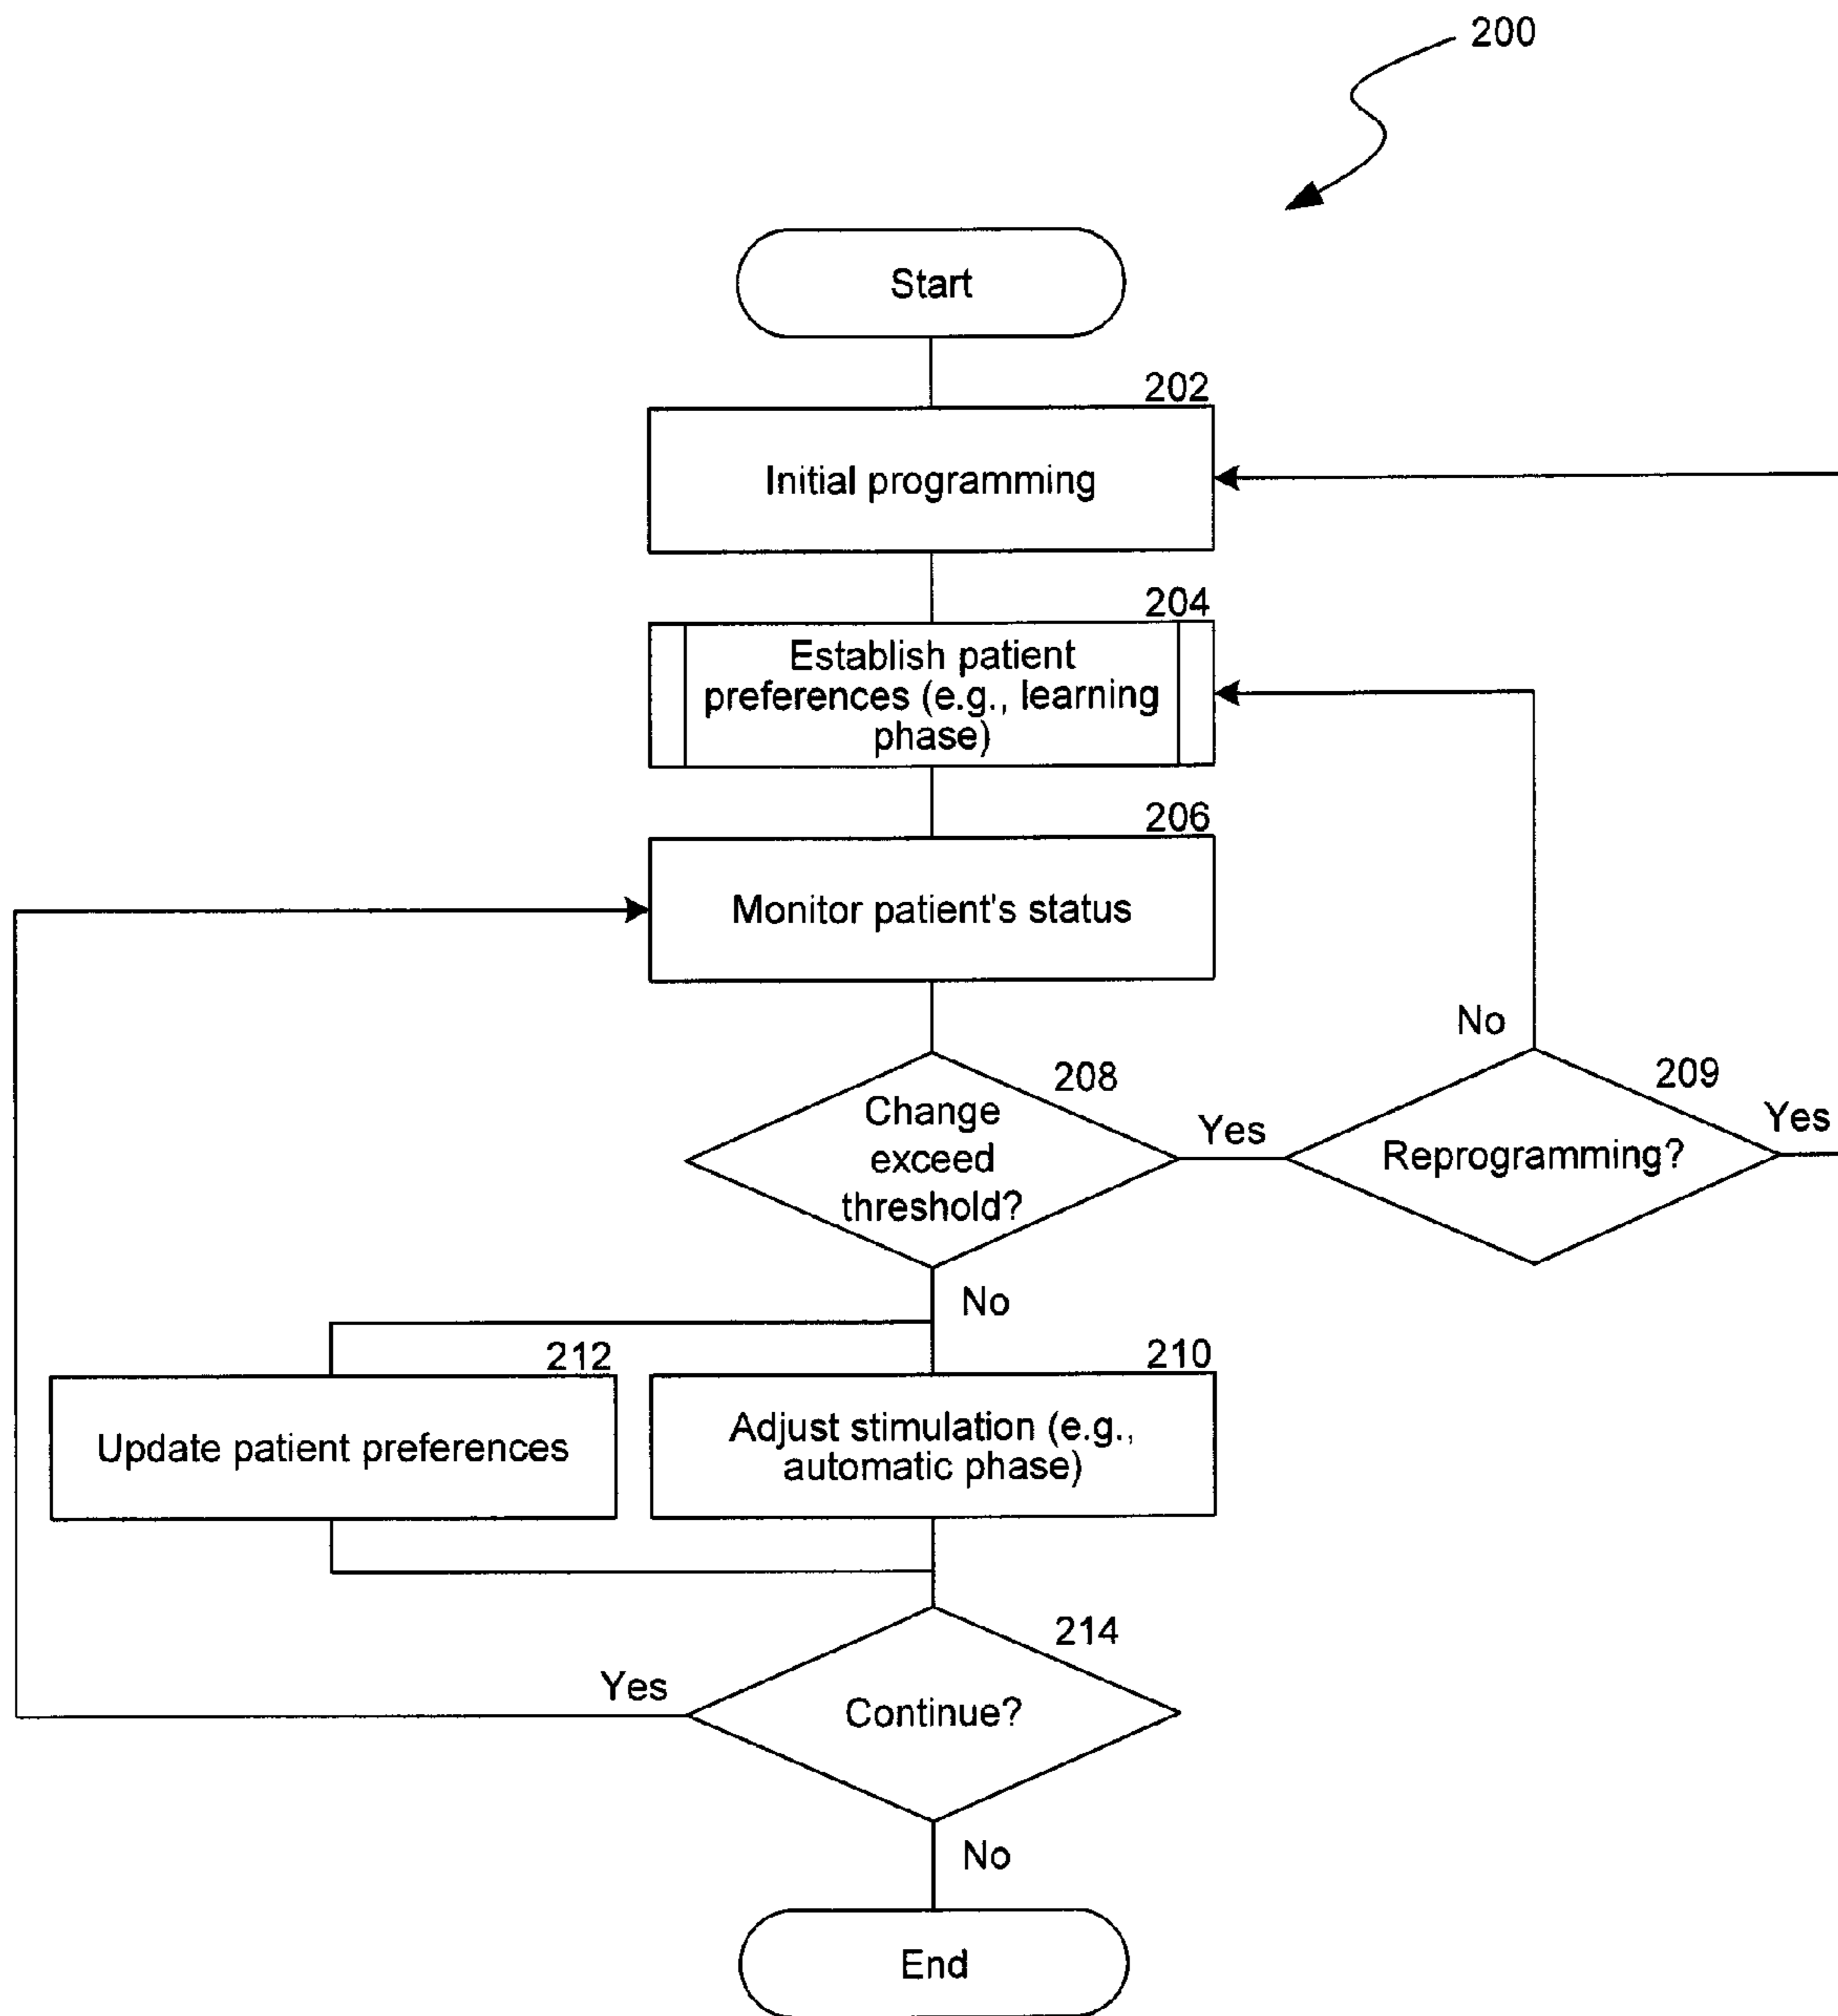 200
Start
202
Initial programming
204
Establish patient
preferences (e.g., learning
phase)
206
Monitor patient's status
No
208
209
Change
exceed
threshold?
Yes
Reprogramming?
Yes
No
212
210
Update patient preferences
Adjust stimulation (e.g.,
automatic phase)
214
Yes
Continue?
No
End